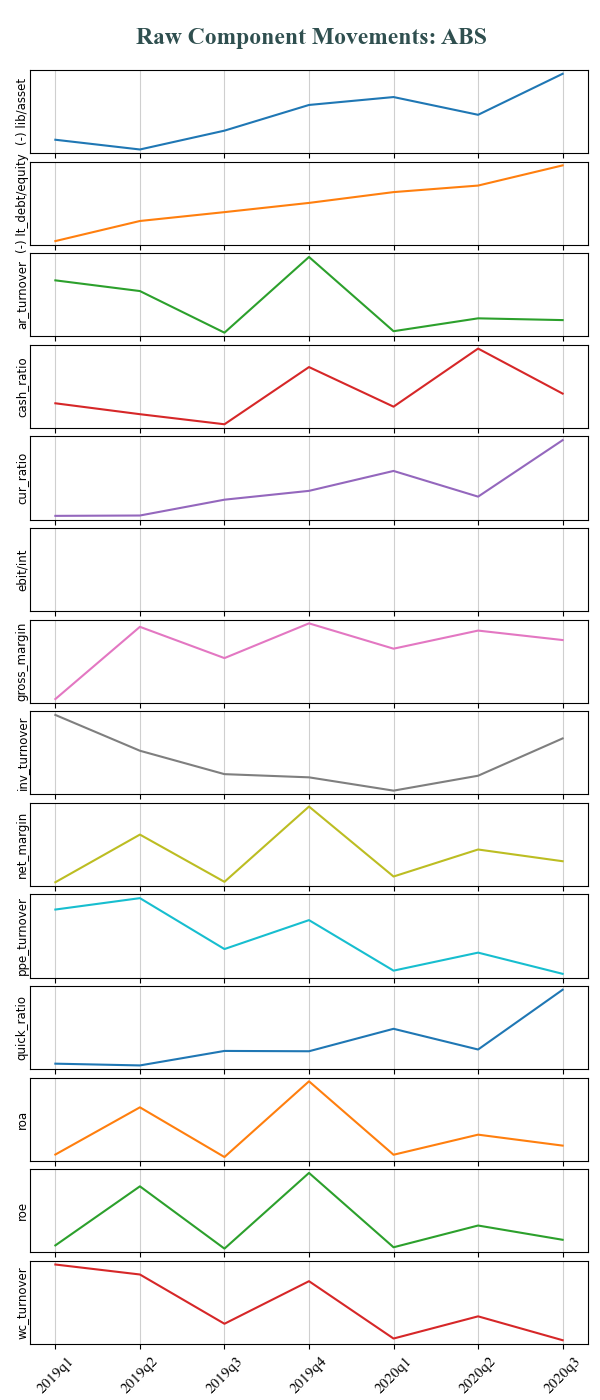 Raw Component Movements: ABS
(-) lib/asset
(-) lt_debt/equity
ar_turnover
cash_ratio
cur_ratio
ebit/int
gross_margin
inv_turnover
net_margin
ppe_turnover
quick_ratio
roa
roe
wc_turnover
2019q1
2019q2
2019q3
2019q4
2020q1
2020q2
2020q3